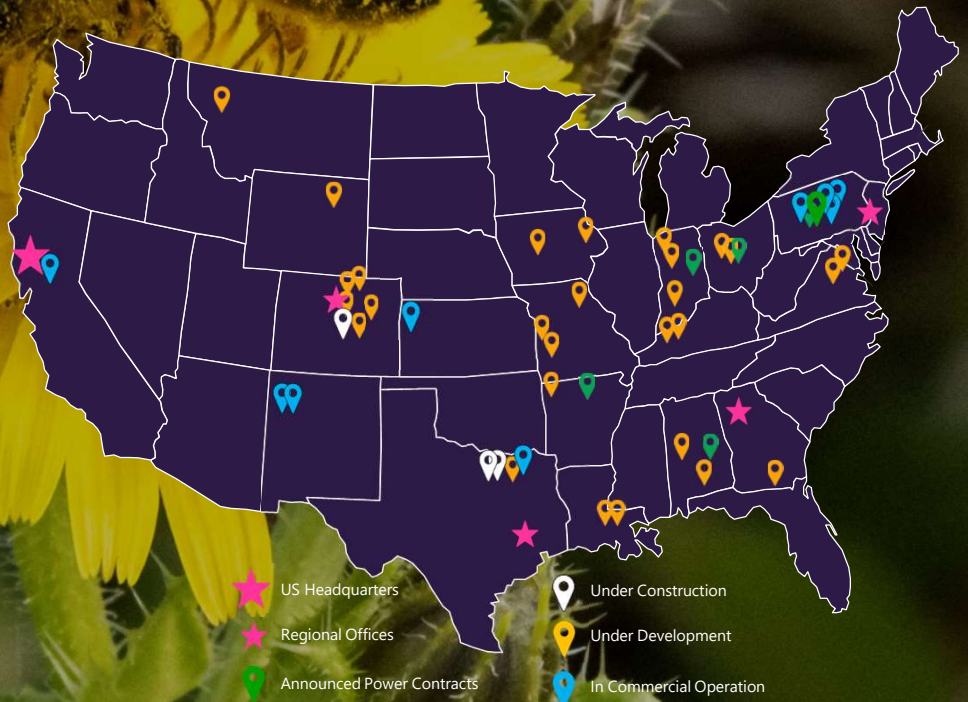 US Headquarters
Regional Offices
Announced Power Contracts
Under Construction
Under Development
In Commercial Operation